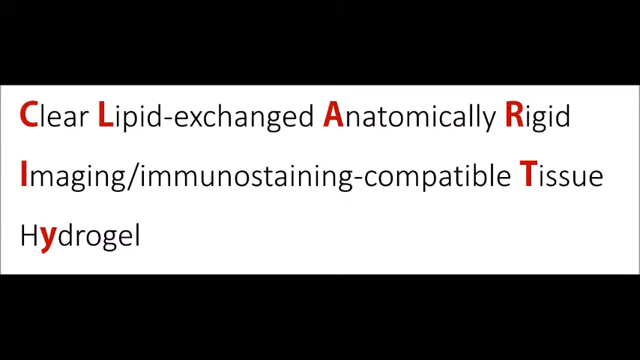 Clear Lipid-exchanged Anatomically Rigid
Imaging/immunostaining-compatible Tissue
Hydrogel